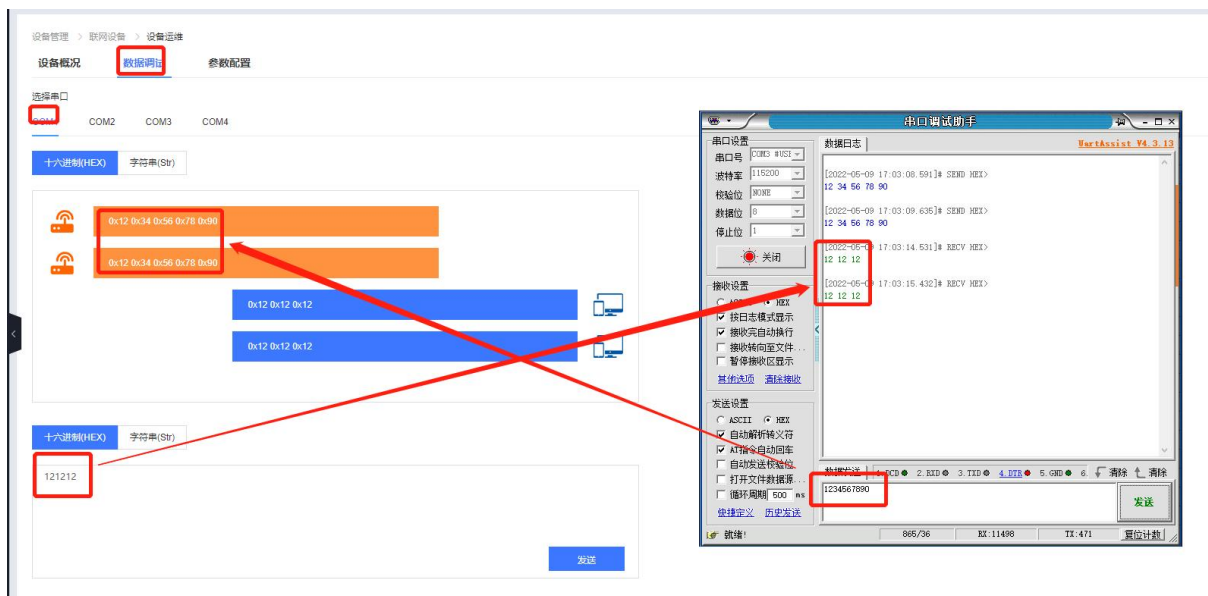 设备管理 > 联网设备 > 设备运维
设备概况 数据调试 参数配置
选择串口
COM1 COM2 COM3 COM4
十六进制(HEX) 字符串(Str)
0x12 0x34 0x56 0x78 0x90
0x12 0x34 0x56 0x78 0x90
0x12 0x12 0x12
0x12 0x12 0x12
十六进制(HEX) 字符串(Str)
121212
发送
串口调试助手
串口设置
串口号 COM3 #USE
波特率 115200
校验位 NONE
数据位 8
停止位 1
关闭
接收设置
ASCII HEX
按日志模式显示
接收完自动换行
接收转向至文件...
暂停接收区显示
其他选项 清除接收
发送设置
ASCII HEX
自动解析转义符
AT指令自动回车
自动发送校验位
打开文件数据源...
循环周期 500 ms
快捷定义 历史发送
数据日志
UartAssist V4.3.13
[2022-05-09 17:03:08.591]# SEND HEX>
12 34 56 78 90
[2022-05-09 17:03:09.635]# SEND HEX>
12 34 56 78 90
[2022-05-09 17:03:14.531]# RECV HEX>
12 12 12
[2022-05-09 17:03:15.432]# RECV HEX>
12 12 12
数据发送 1.DCD 2.RXD 3.TXD 4.DTR 5.GND 6. 清除 清除
1234567890
发送
就绪! 865/36 RX:11498 TX:471 复位计数